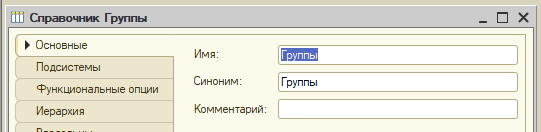 Справочник Группы
Основные
Имя: Группы
Подсистемы
Синоним: Группы
Функциональные опции
Комментарий:
Иерархия